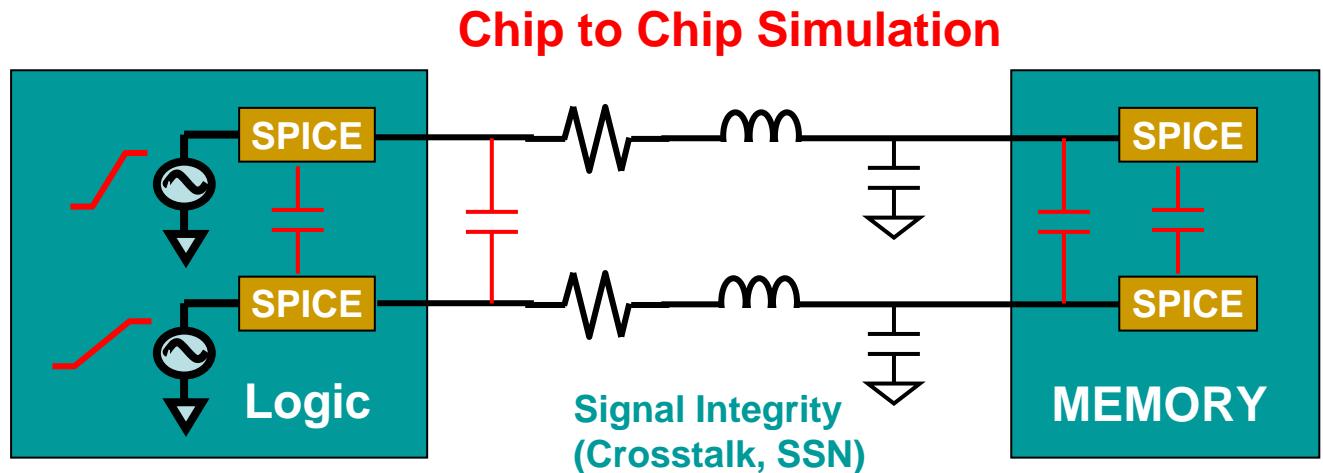 Chip to Chip Simulation
SPICE
SPICE
SPICE
SPICE
Logic
Signal Integrity
(Crosstalk, SSN)
MEMORY